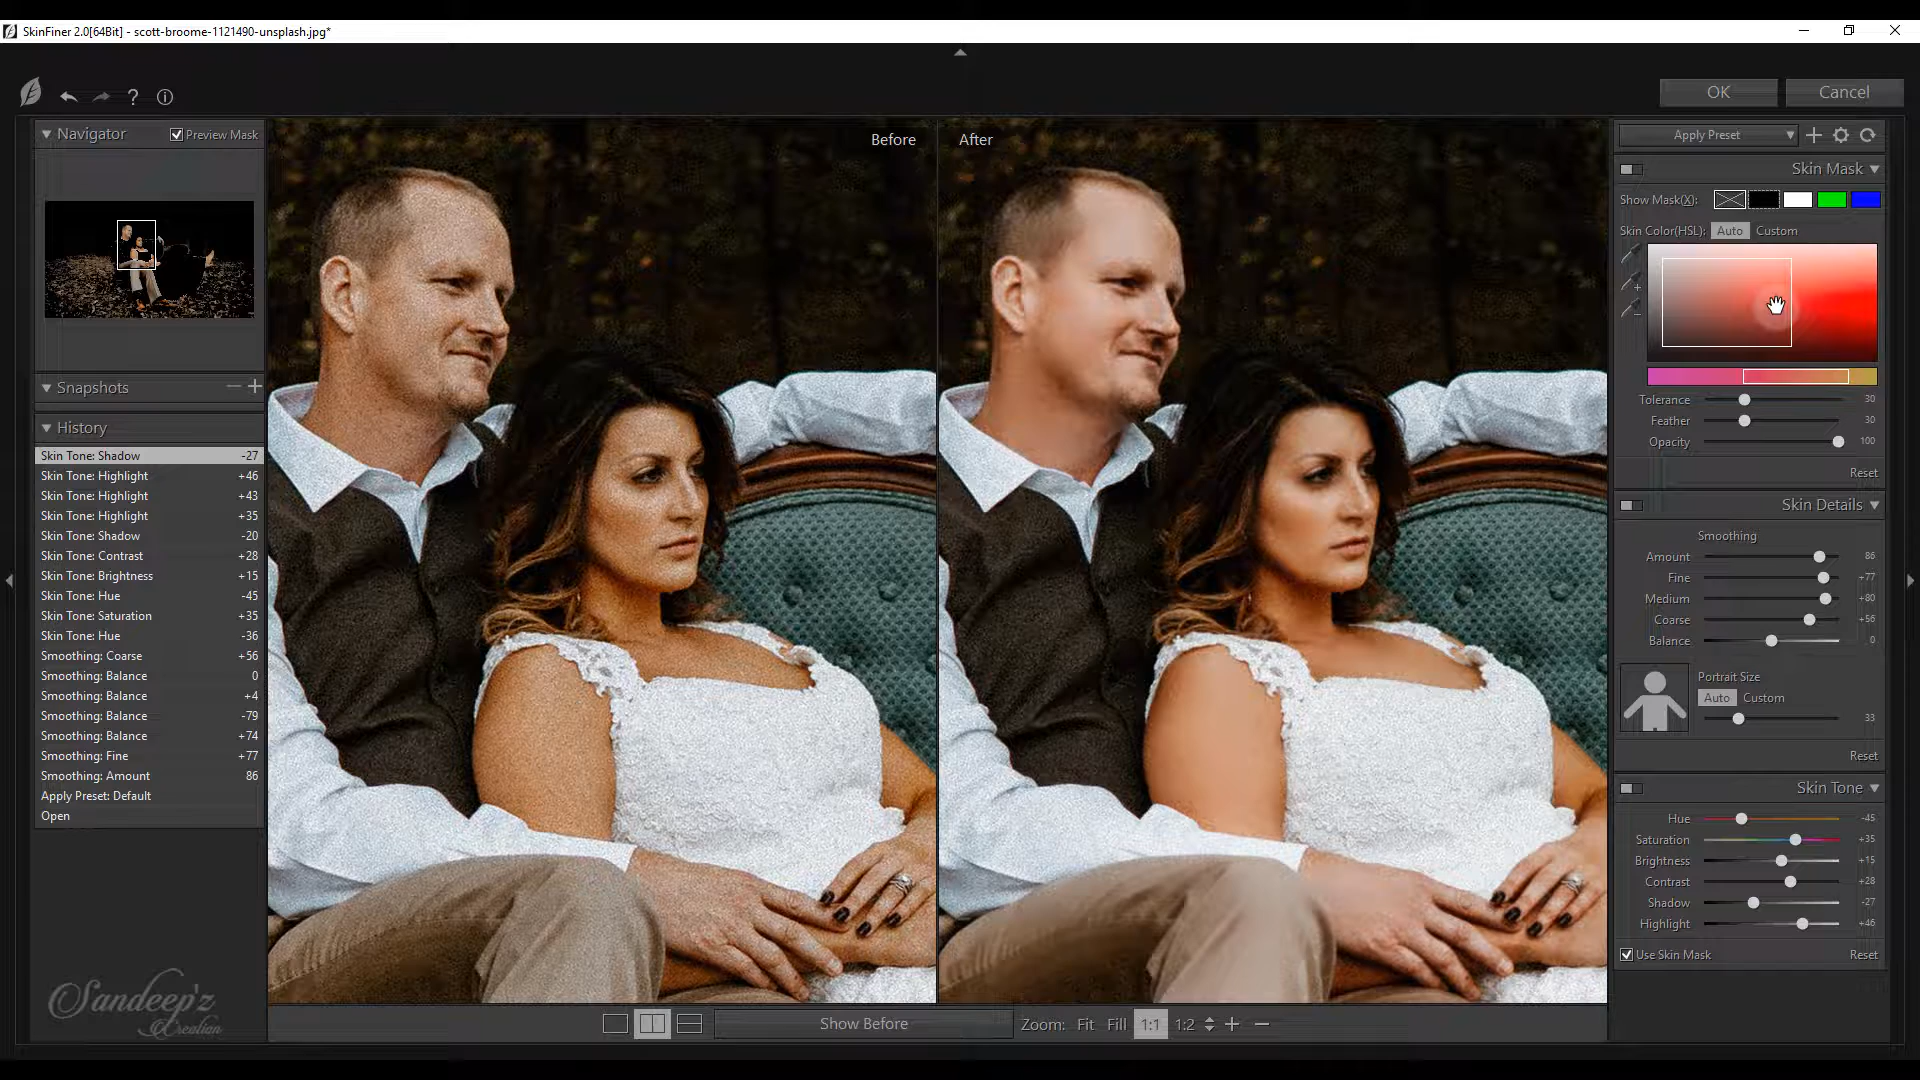 SkinFiner 2.0[64Bit] - scott-broome-1121490-unsplash.jpg*
?
OK
Cancel
Navigator
Preview Mask
Before
After
Apply Preset
Skin Mask
Show Mask(X):
Skin Color(HSL): Auto Custom
Tolerance 30
Feather 30
Opacity 100
Reset
Snapshots
History
Skin Tone: Shadow -27
Skin Tone: Highlight +46
Skin Tone: Highlight +43
Skin Tone: Highlight +35
Skin Tone: Shadow -20
Skin Tone: Contrast +28
Skin Tone: Brightness +15
Skin Tone: Hue -45
Skin Tone: Saturation +35
Skin Tone: Hue -36
Smoothing: Coarse +56
Smoothing: Balance 0
Smoothing: Balance +4
Smoothing: Balance -79
Smoothing: Balance +74
Smoothing: Fine +77
Smoothing: Amount 86
Apply Preset: Default
Open
Skin Details
Smoothing
Amount 86
Fine +77
Medium +80
Coarse +56
Balance 0
Portrait Size
Auto Custom
33
Reset
Skin Tone
Hue -45
Saturation +35
Brightness +15
Contrast +28
Shadow -27
Highlight +46
Use Skin Mask
Reset
Sandeep'z
Creation
Show Before
Zoom: Fit Fill 1:1 1:2